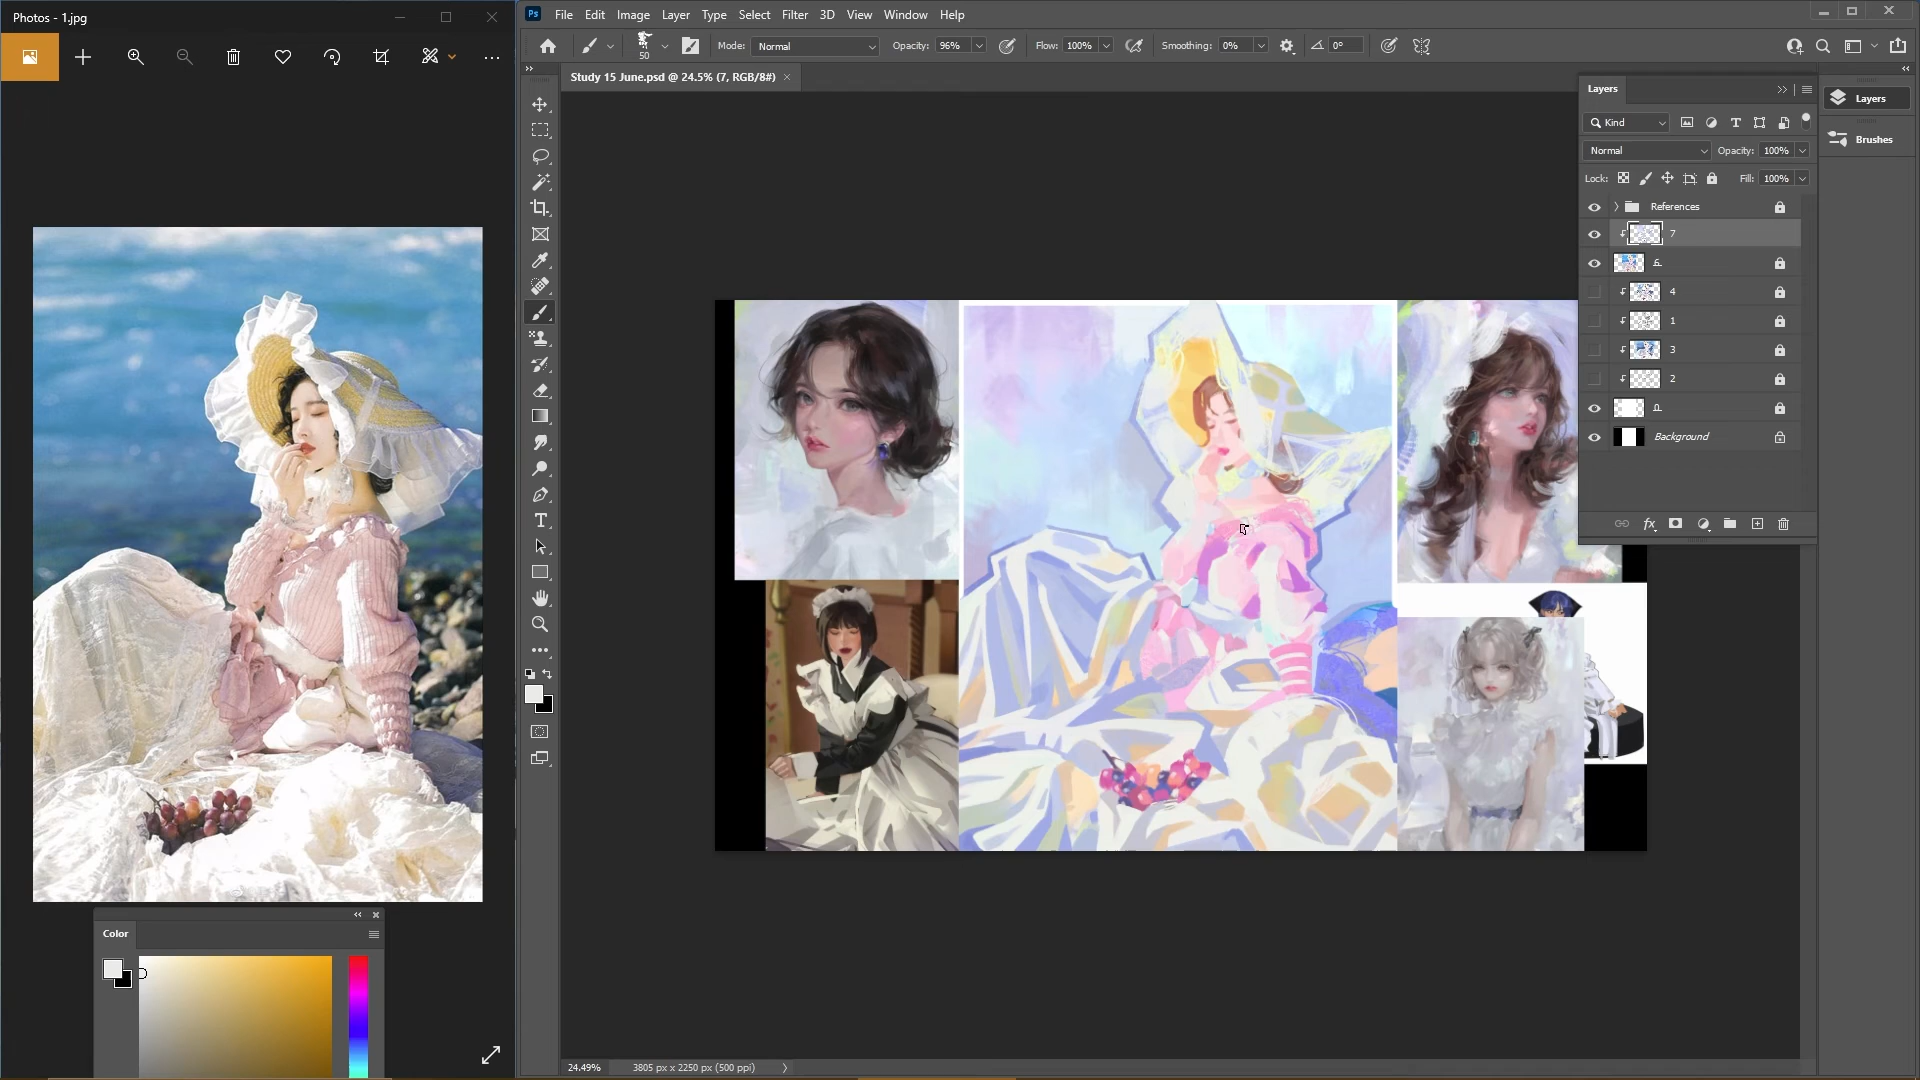 Photos - 1.jpg
Ps File Edit Image Layer Type Select Filter 3D View Window Help
50 Mode: Normal Opacity: 96% Flow: 100% Smoothing: 0% 0°
Study 15 June.psd @ 24.5% (7, RGB/8#)
Layers
Kind
Normal Opacity: 100%
Lock: Fill: 100%
References
7
4
1
3
2
Background
Layers
Brushes
Color
24.49% 3805 px x 2250 px (500 ppi)